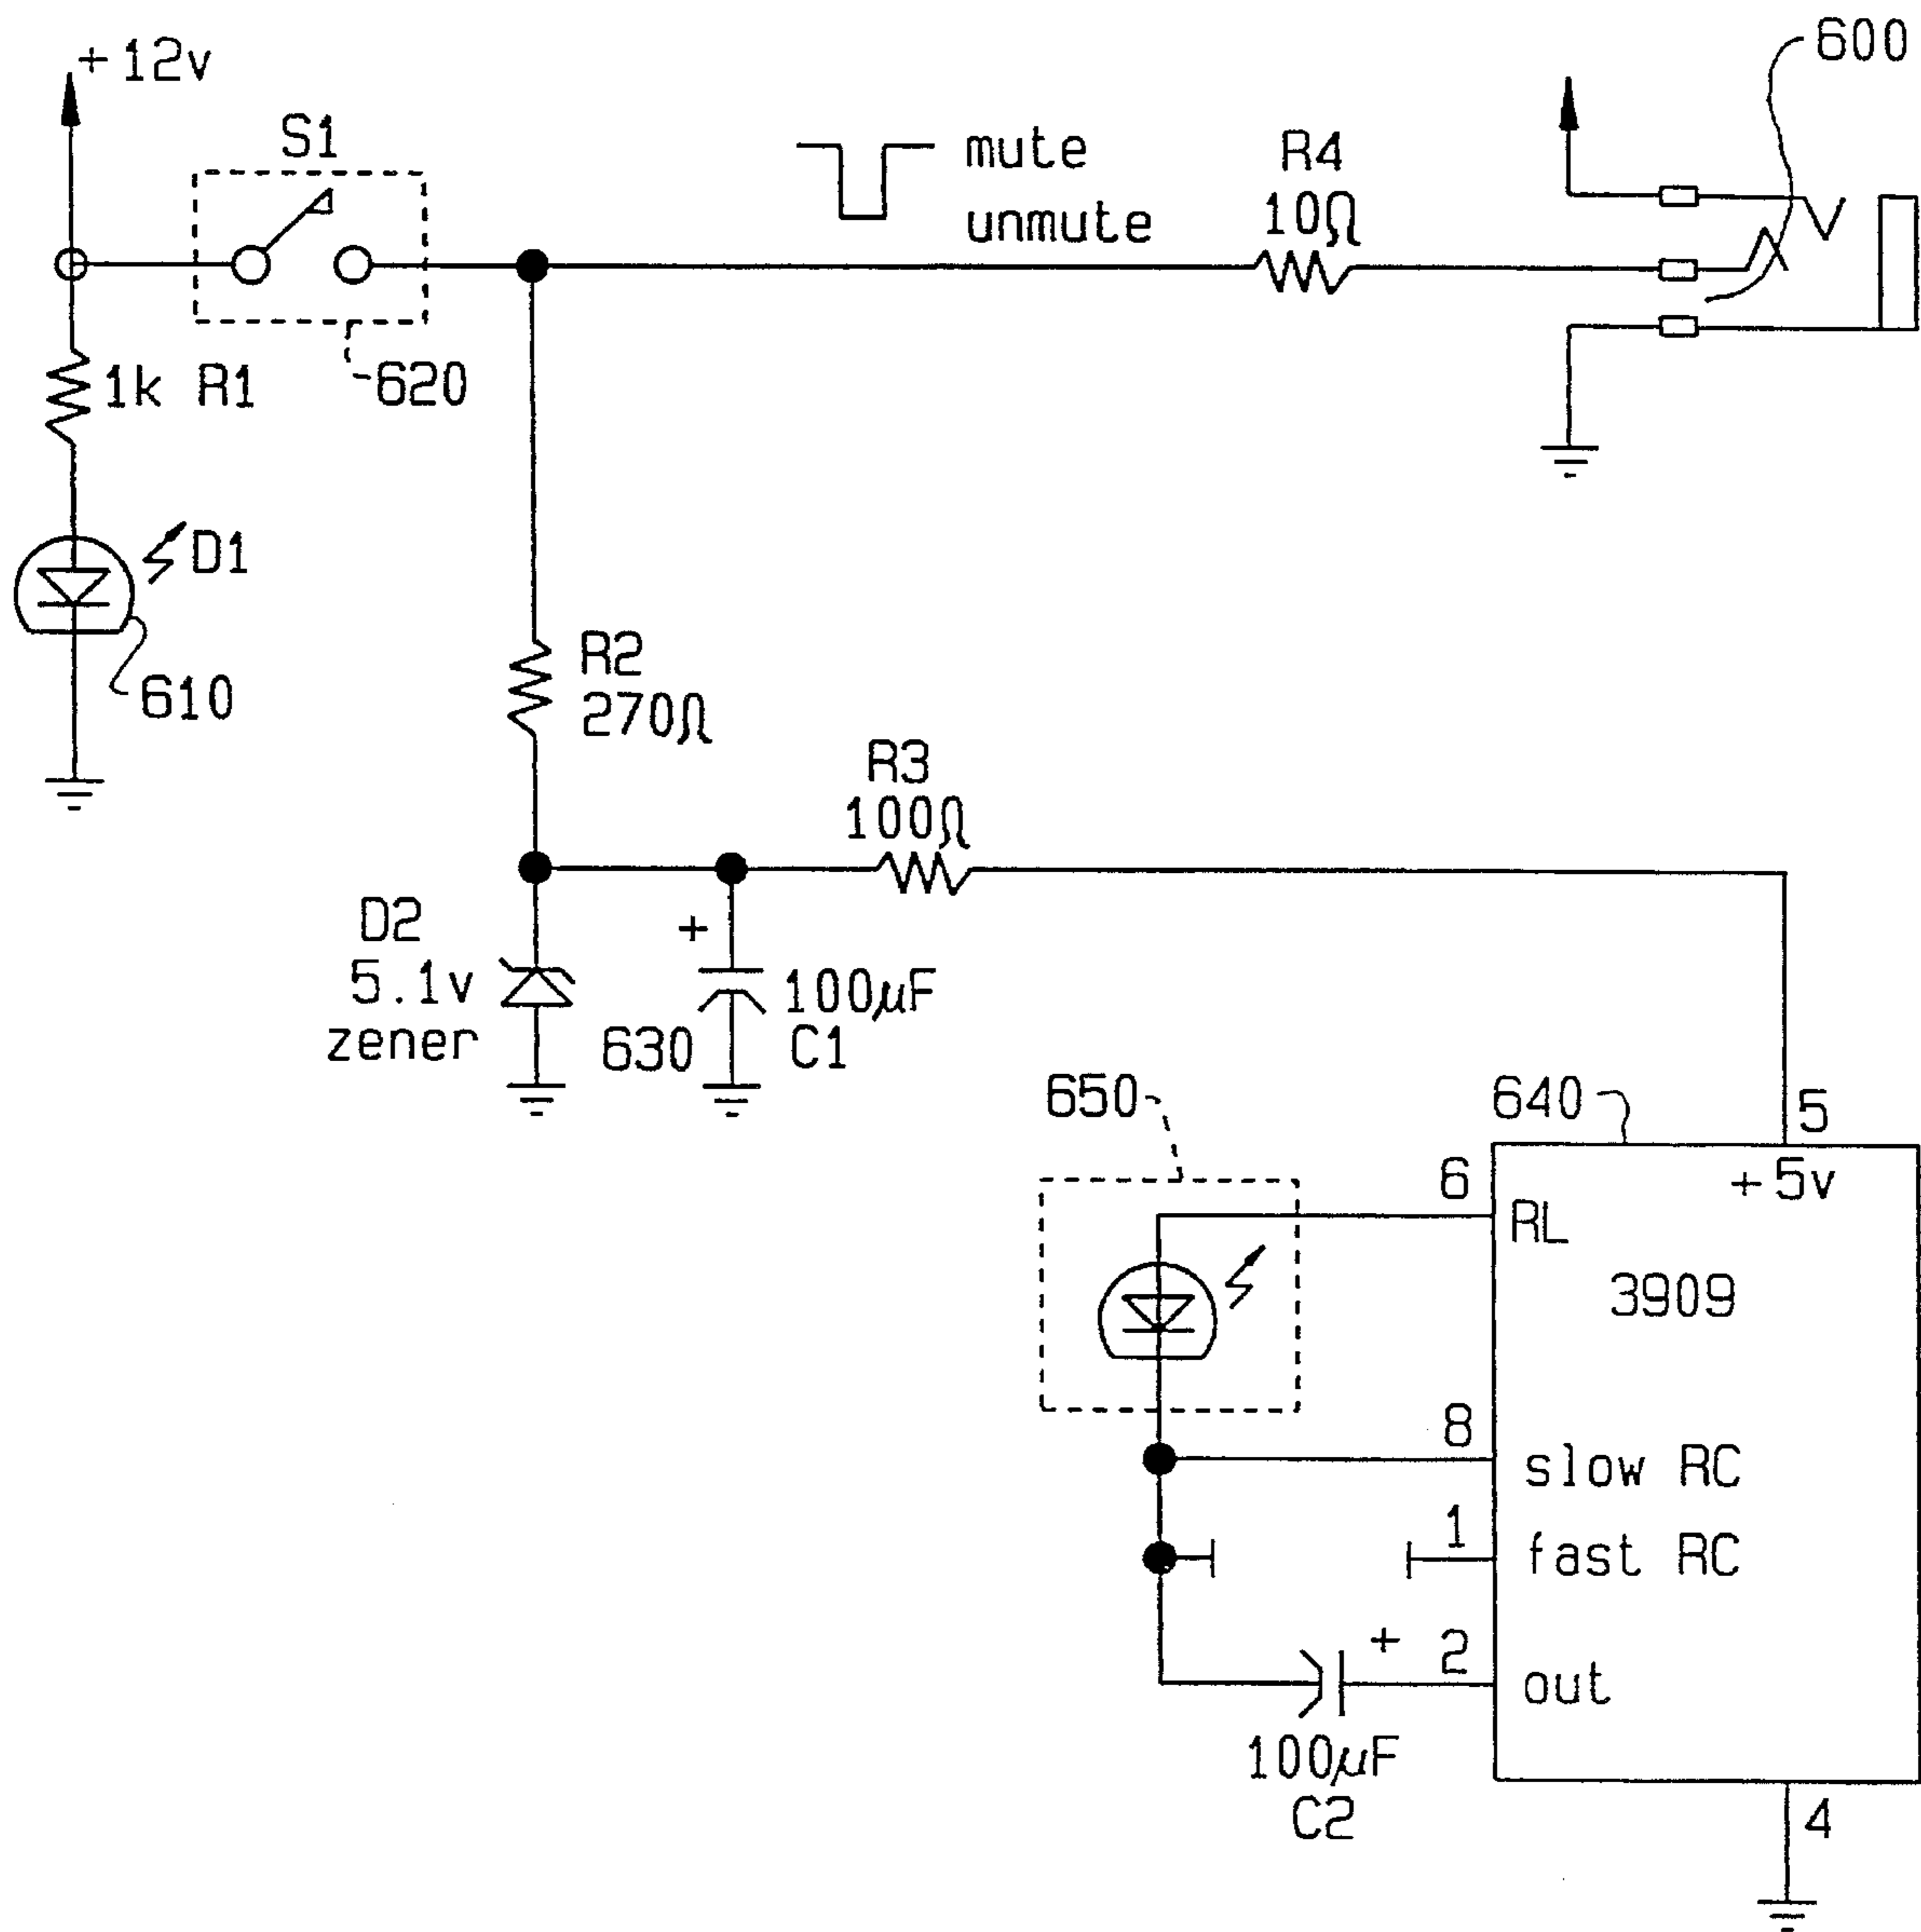 600
+12v
S1
mute
unmute
R4
10Ω
620
1k R1
D1
610
R2
270Ω
R3
100Ω
D2
5.1v
zener
+
100µF
C1
630
650
640
5
+5v
6
RL
3909
8
slow RC
1
fast RC
+
2
out
100µF
C2
4